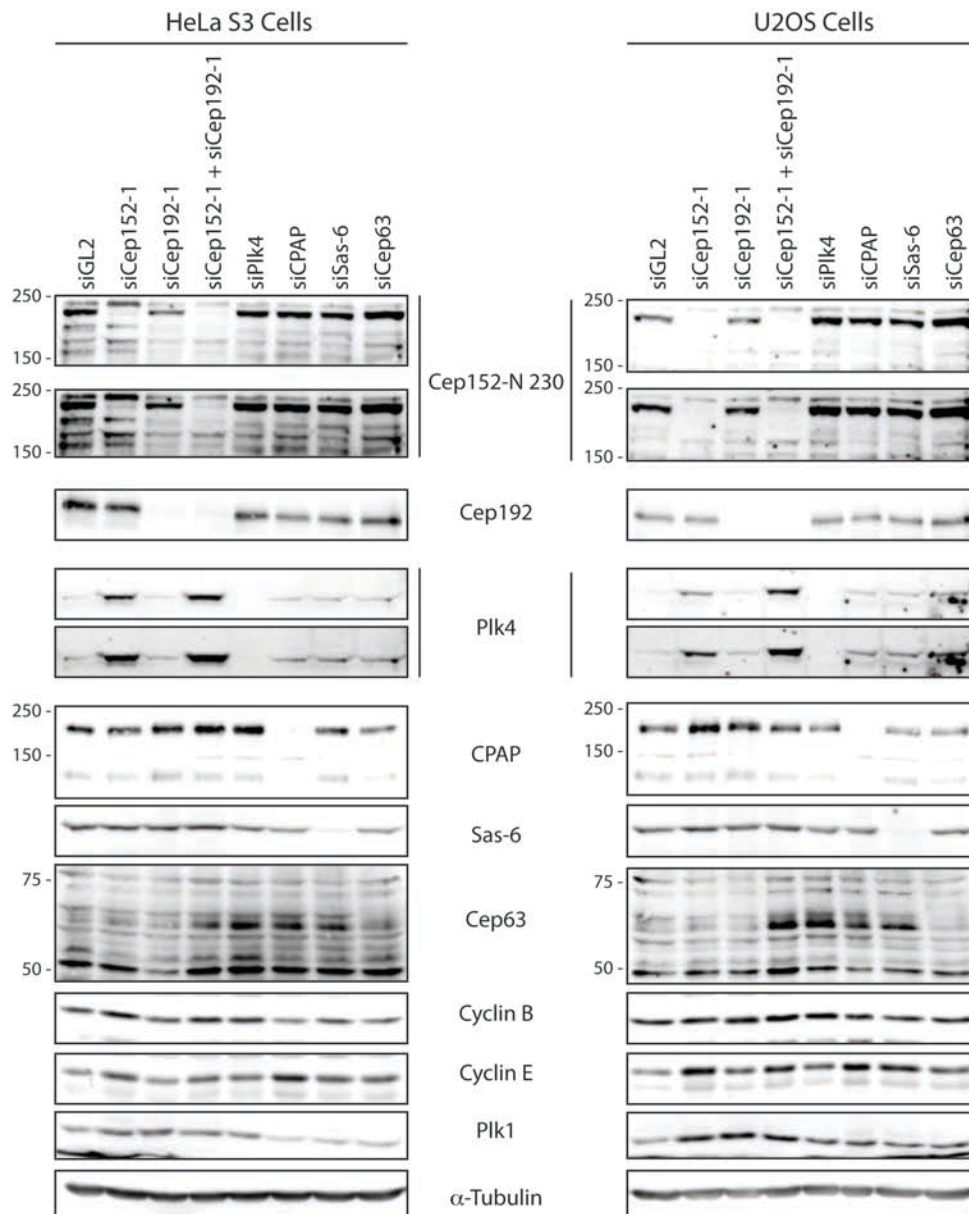 HeLa S3 Cells
U2OS Cells
siGL2
siCep152-1
siCep192-1
siCep152-1 + siCep192-1
siPlk4
siCPAP
siSas-6
siCep63
siGL2
siCep152-1
siCep192-1
siCep152-1 + siCep192-1
siPlk4
siCPAP
siSas-6
siCep63
250 -
150 -
250 -
150 -
Cep152-N 230
250 -
150 -
250 -
150 -
Cep192
Plk4
250 -
150 -
CPAP
250 -
150 -
Sas-6
75 -
50 -
Cep63
75 -
50 -
Cyclin B
Cyclin E
Plk1
α-Tubulin